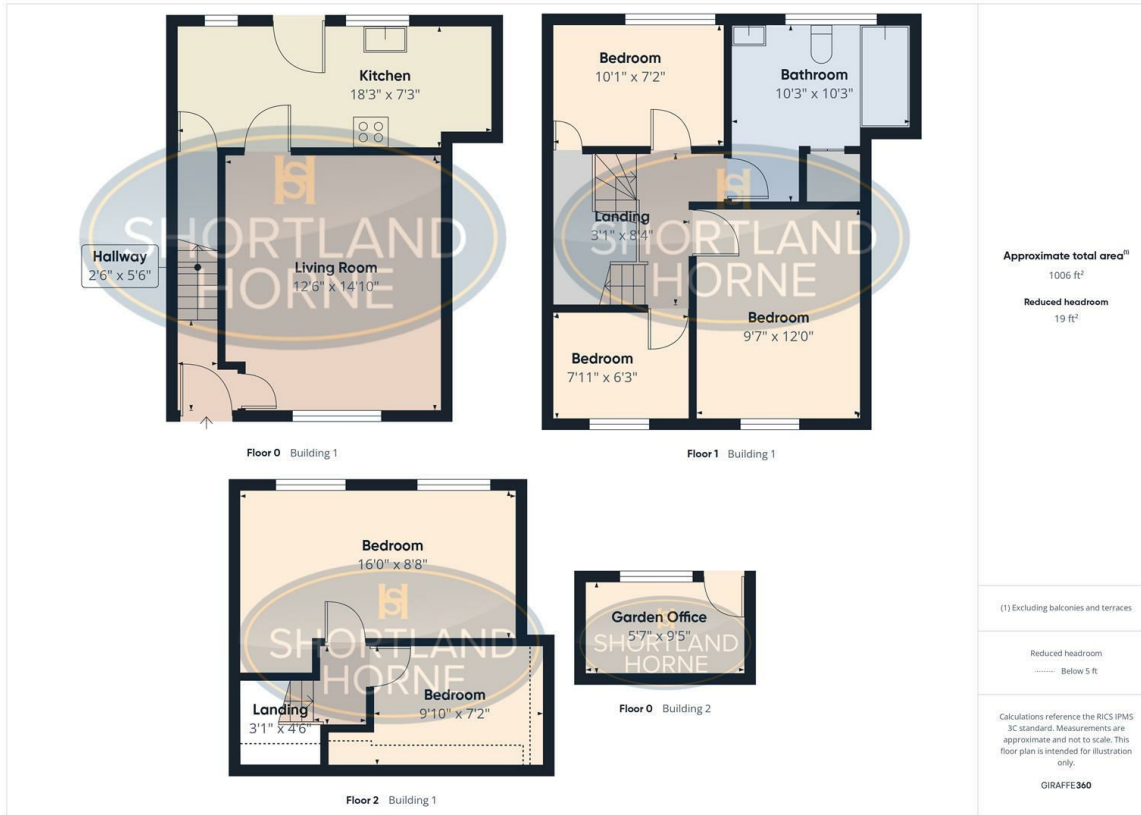 Kitchen
18'3" x 7'3"
Hallway
2'6" x 5'6"
Living Room
12'6" x 14'10"
SHORTLAND
HORNE
Floor 0 Building 1
Bedroom
10'1" x 7'2"
Bathroom
10'3" x 10'3"
Landing
3'1" x 8'4"
Bedroom
9'7" x 12'0"
Bedroom
7'11" x 6'3"
SHORTLAND
HORNE
Floor 1 Building 1
Bedroom
16'0" x 8'8"
Landing
3'1" x 4'6"
Bedroom
9'10" x 7'2"
SHORTLAND
HORNE
Floor 2 Building 1
Garden Office
5'7" x 9'5"
SHORTLAND
HORNE
Floor 0 Building 2
Approximate total area(1)
1006 ft²
Reduced headroom
19 ft²
(1) Excluding balconies and terraces
Reduced headroom
Below 5 ft
Calculations reference the RICS IPMS
3C standard. Measurements are
approximate and not to scale. This
floor plan is intended for illustration
only.
GIRAFFE360